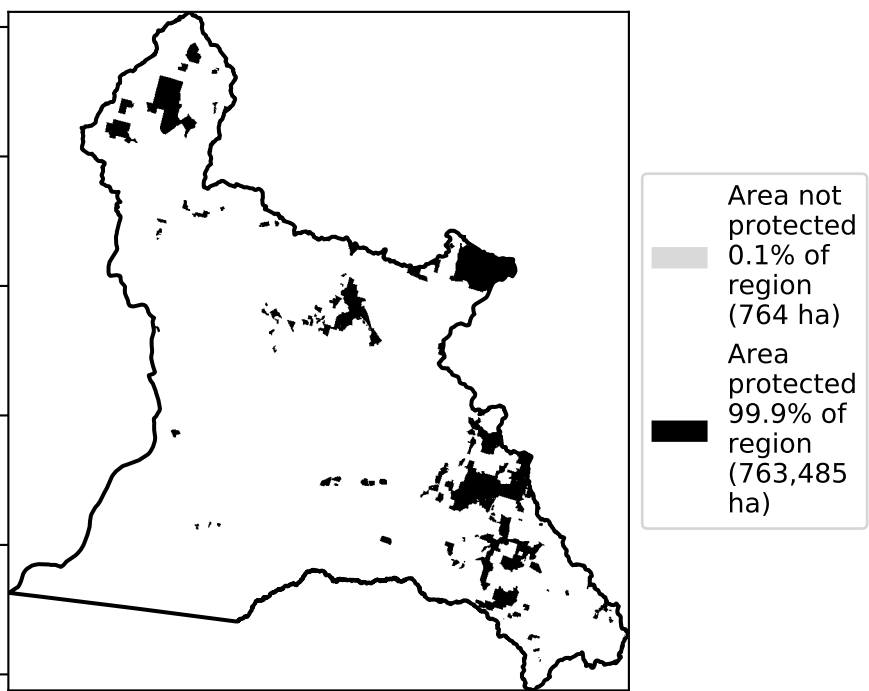 Area not
protected
0.1% of
region
(764 ha)
Area
protected
99.9% of
region
(763,485
ha)